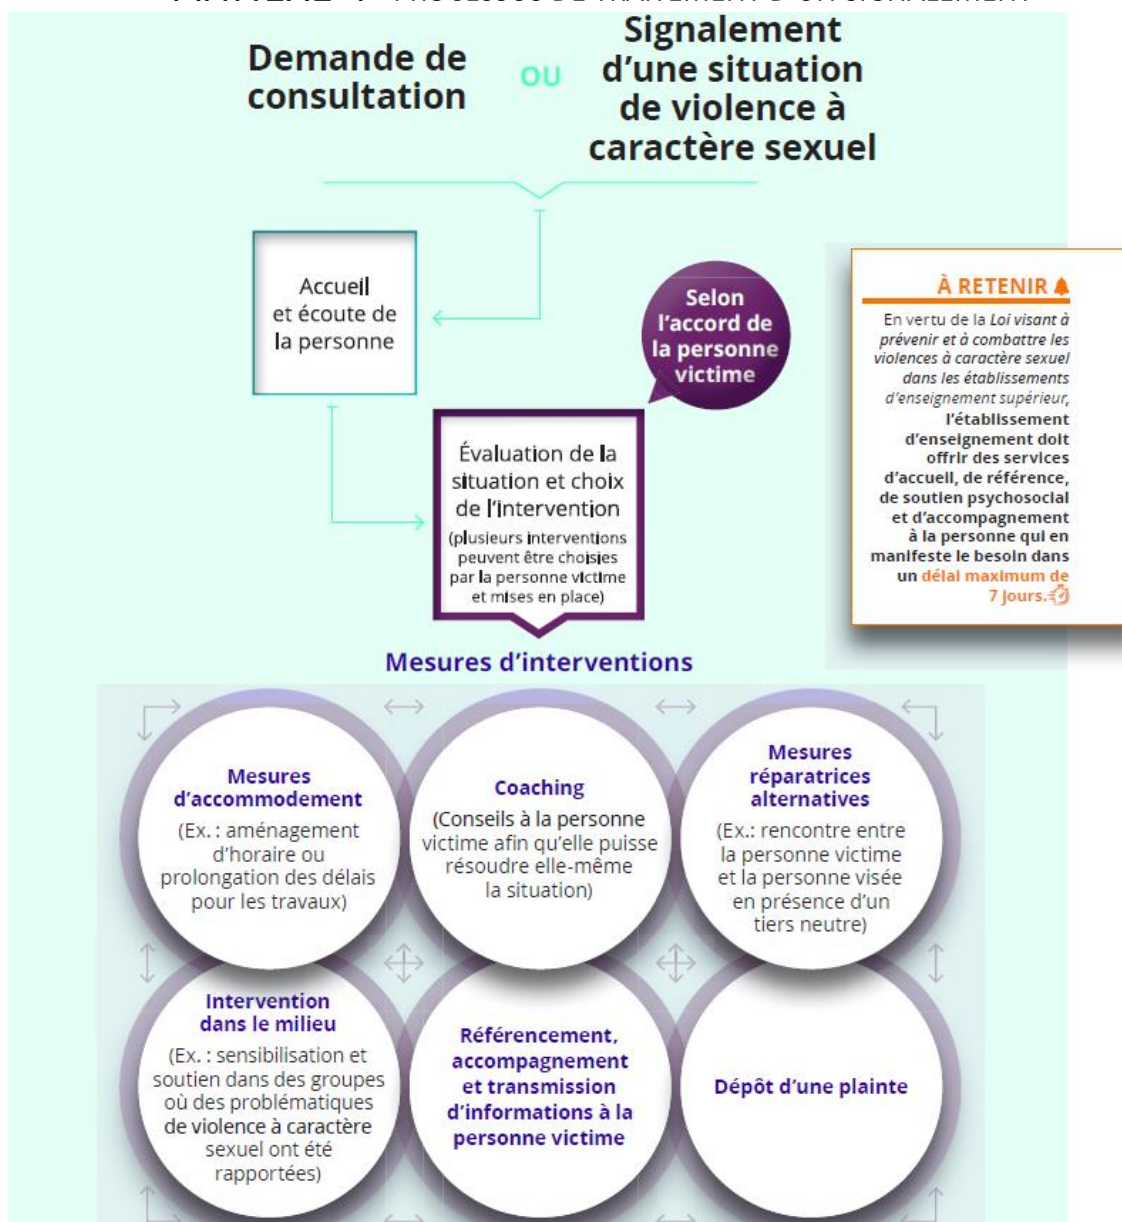 PROCESSUS DE TRAITEMENT D'UN SIGNALEMENT
Demande de
consultation
OU
Signalement
d'une situation
de violence à
caractère sexuel
Accueil
et écoute de
la personne
Selon
l'accord de
la personne
victime
Évaluation de la
situation et choix
de l'intervention
(plusieurs interventions
peuvent être choisies
par la personne victime
et mises en place)
À RETENIR
En vertu de la Loi visant à
prévenir et à combattre les
violences à caractère sexuel
dans les établissements
d'enseignement supérieur,
l'établissement
d'enseignement doit
offrir des services
d'accueil, de référence,
de soutien psychosocial
et d'accompagnement
à la personne qui en
manifeste le besoin dans
un délai maximum de
7 jours.
Mesures d'interventions
Mesures
d'accommodement
(Ex. : aménagement
d'horaire ou
prolongation des délais
pour les travaux)
Coaching
(Conseils à la personne
victime afin qu'elle puisse
résoudre elle-même
la situation)
Mesures
réparatrices
alternatives
(Ex.: rencontre entre
la personne victime
et la personne visée
en présence d'un
tiers neutre)
Intervention
dans le milieu
(Ex. : sensibilisation et
soutien dans des groupes
où des problématiques
de violence à caractère
sexuel ont été
rapportées)
Référencement,
accompagnement
et transmission
d'informations à la
personne victime
Dépôt d'une plainte